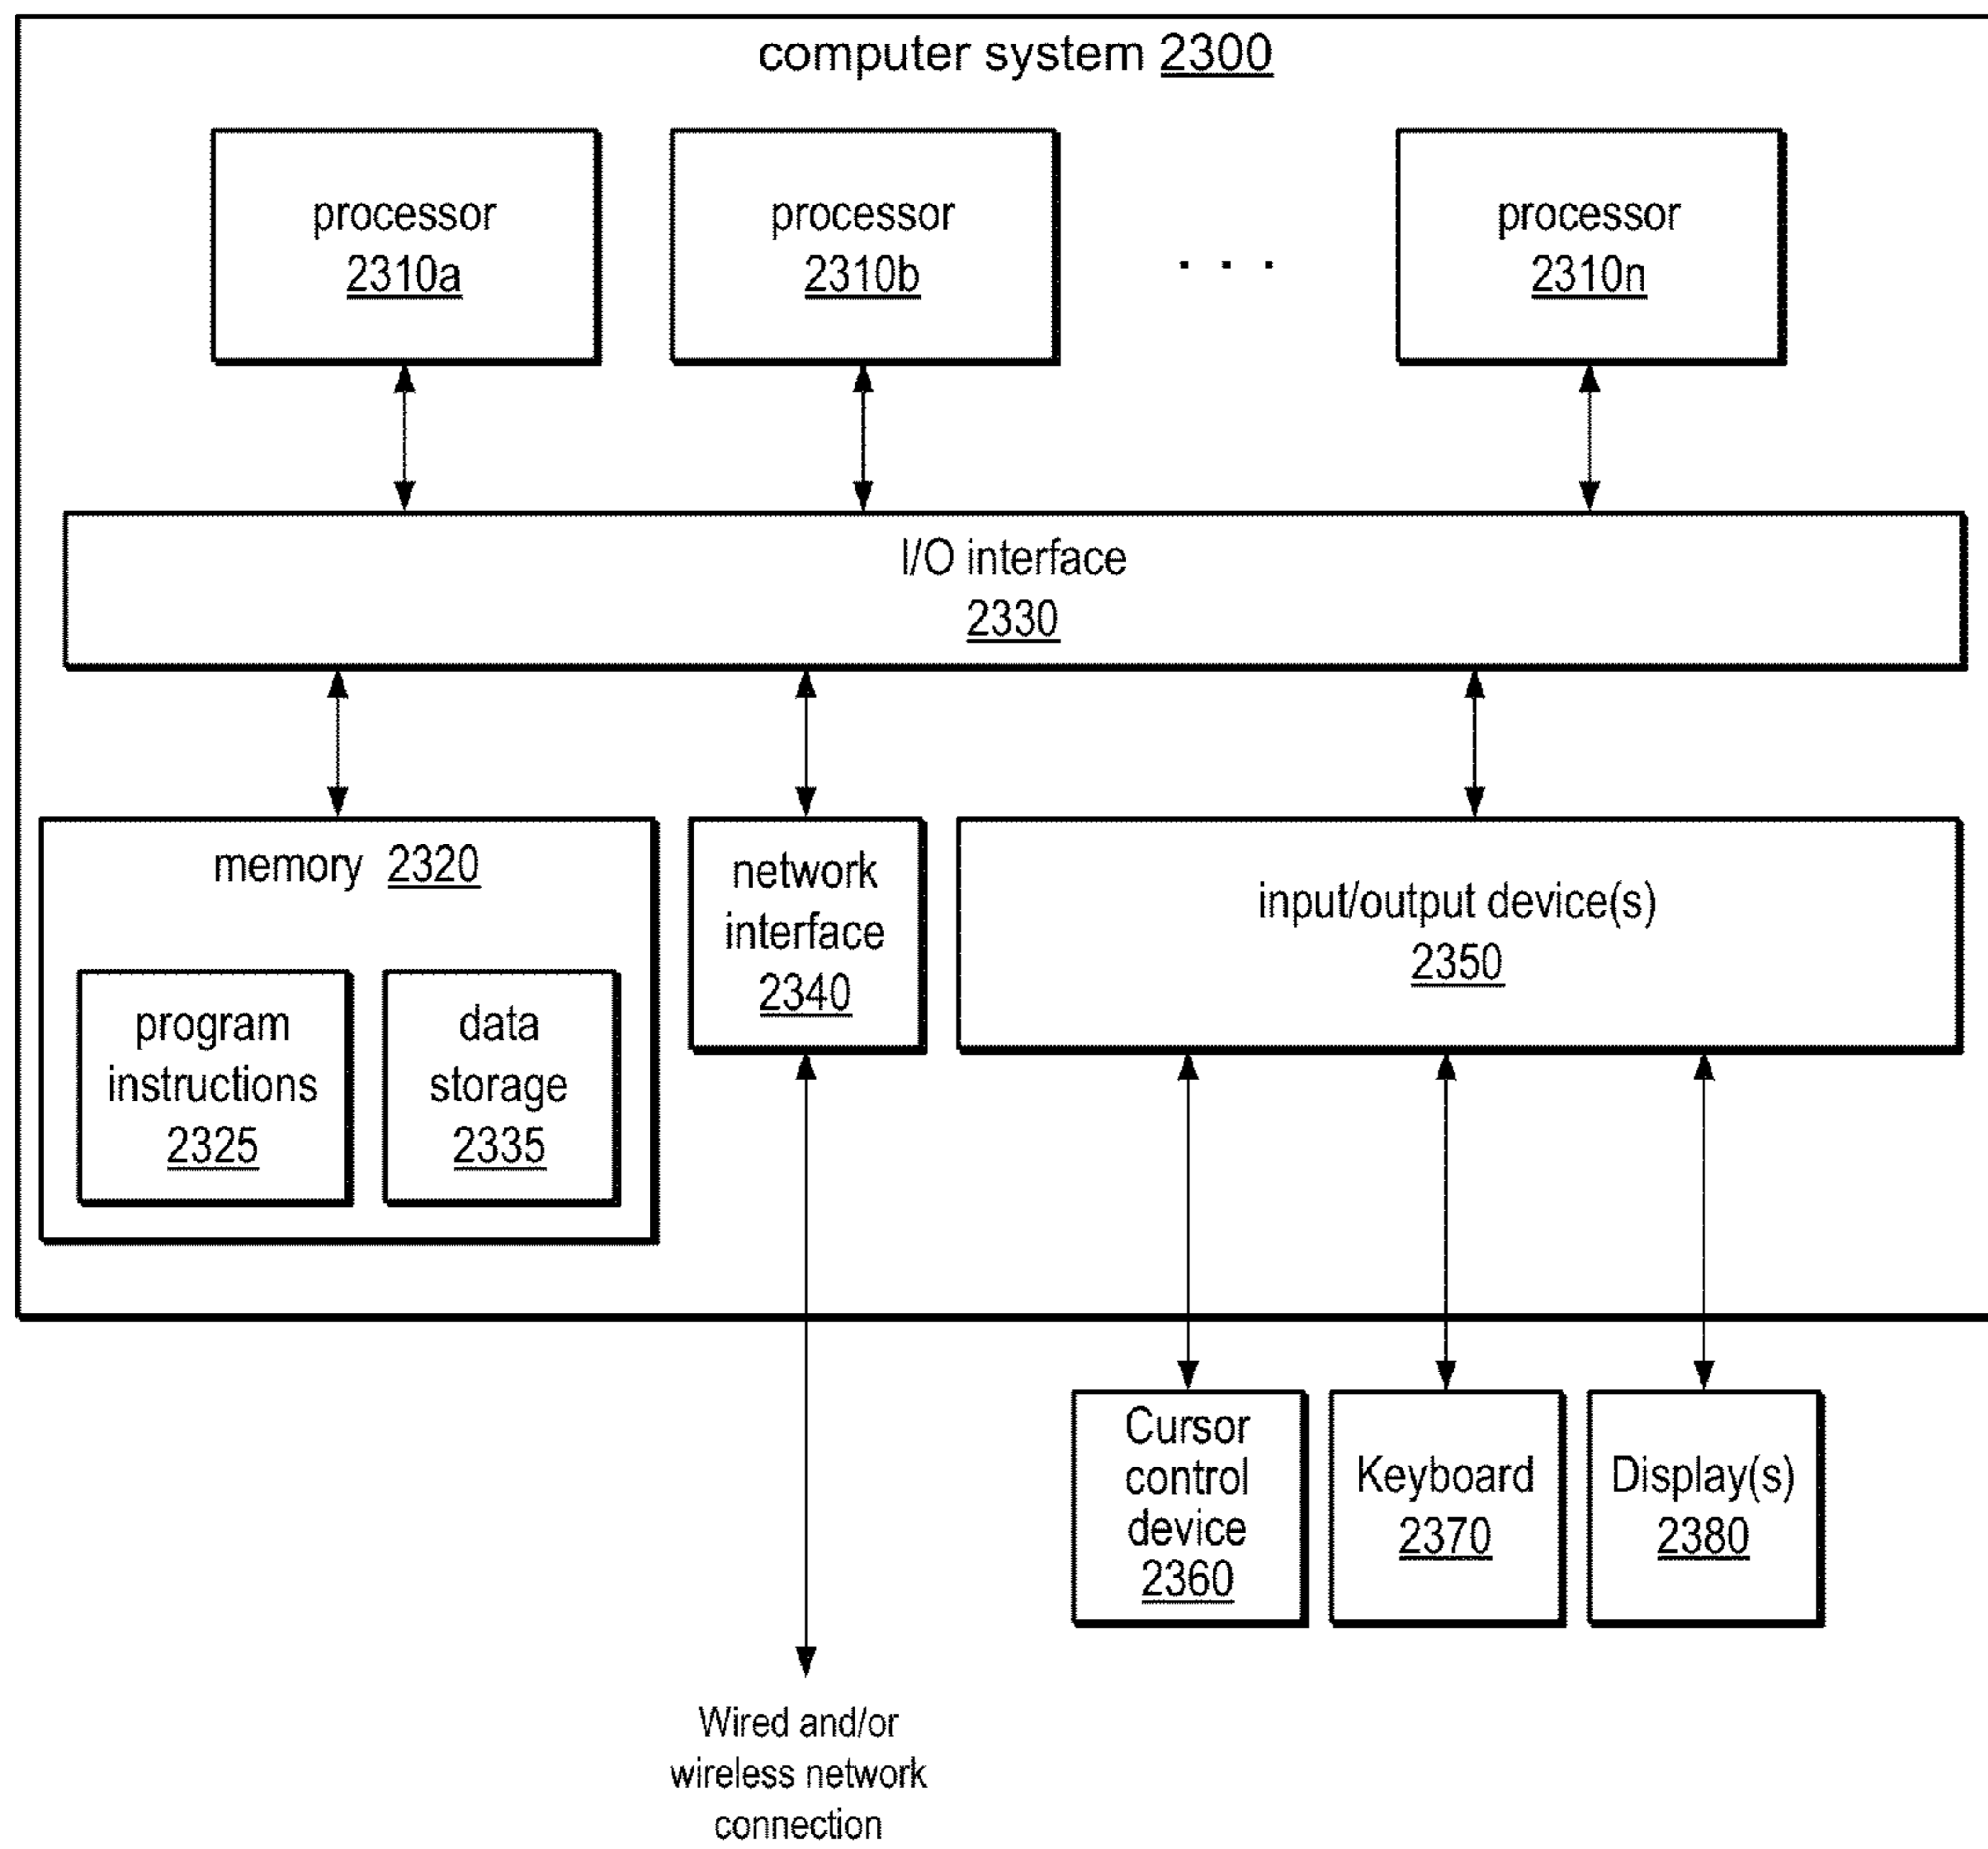 computer system 2300
processor
2310a
processor
2310b
. . .
processor
2310n
I/O interface
2330
memory 2320
program
instructions
2325
data
storage
2335
network
interface
2340
input/output device(s)
2350
Cursor
control
device
2360
Keyboard
2370
Display(s)
2380
Wired and/or
wireless network
connection